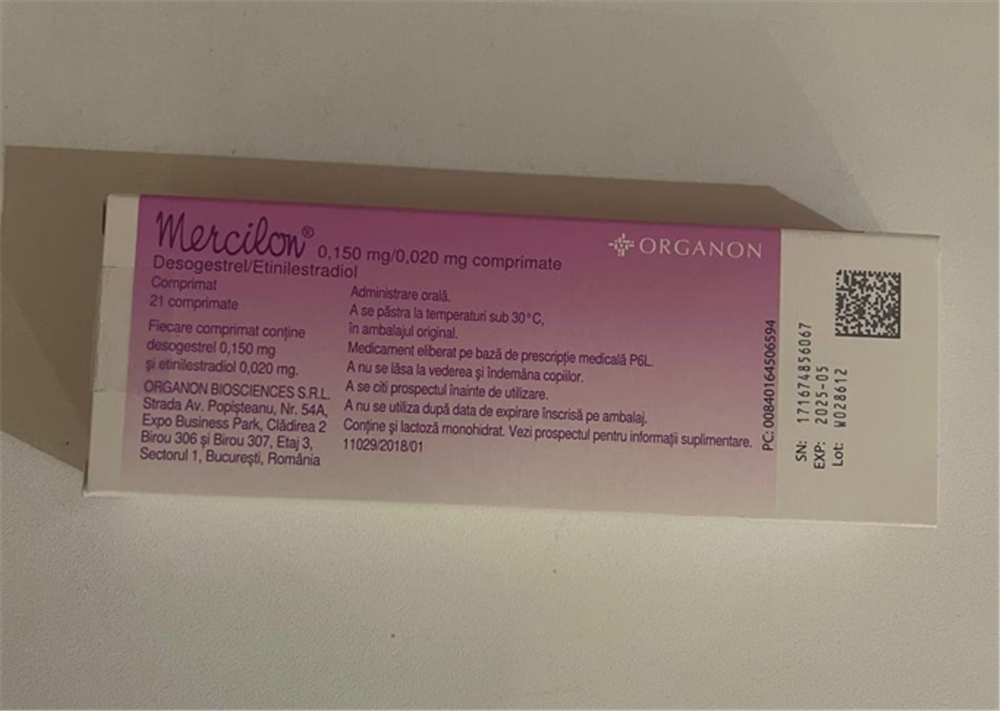 Mercilon® 0,150 mg/0,020 mg comprimate
Desogestrel/Etinilestradiol
Comprimat
21 comprimate
Fiecare comprimat conține
desogestrel 0,150 mg
și etinilestradiol 0,020 mg.
ORGANON BIOSCIENCES S.R.L.
Strada Av. Popișteanu, Nr. 54A,
Expo Business Park, Clădirea 2
Birou 306 și Birou 307, Etaj 3,
Sectorul 1, București, România
Administrare orală.
A se păstra la temperaturi sub 30°C,
în ambalajul original.
Medicament eliberat pe bază de prescripție medicală P6L.
A nu se lăsa la vederea și îndemâna copiilor.
A se citi prospectul înainte de utilizare.
A nu se utiliza după data de expirare înscrisă pe ambalaj.
Conține și lactoză monohidrat. Vezi prospectul pentru informații suplimentare.
11029/2018/01
ORGANON
PC: 00840164506594
SN: 171674856067
EXP: 2025-05
Lot: W028612